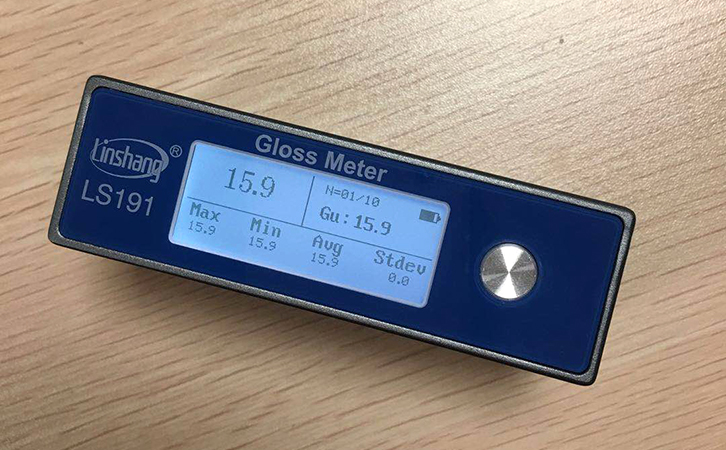 Linshang®
LS191
Gloss Meter
15.9
N=01/10
Gu:15.9
Max Min Avg Stdev
15.9 15.9 15.9 0.0